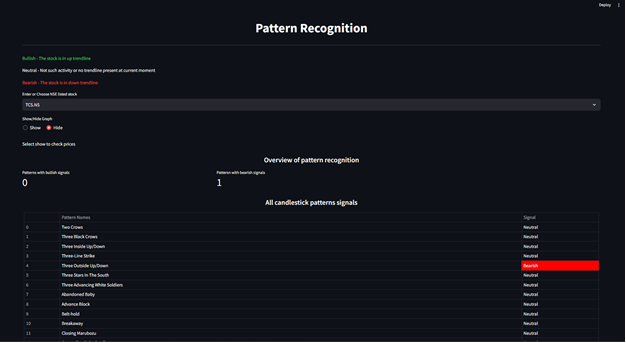 Deploy
Pattern Recognition
Bullish - The stock is in up trendline
Neutral - Not such activity or no trendline present at current moment
Bearish - The stock is in down trendline
Enter or Choose NSE listed stock
TCS.NS
Show/Hide Graph
Show Hide
Select show to check prices
Overview of pattern recognition
Patterns with bullish signals Pattern with bearish signals
0 1
All candlestick patterns signals
Pattern Names Signal
0 Two Crows Neutral
1 Three Black Crows Neutral
2 Three Inside Up/Down Neutral
3 Three-Line Strike Neutral
4 Three Outside Up/Down Bearish
5 Three Stars In The South Neutral
6 Three Advancing White Soldiers Neutral
7 Abandoned Baby Neutral
8 Advance Block Neutral
9 Belt-hold Neutral
10 Breakaway Neutral
11 Closing Marubozu Neutral